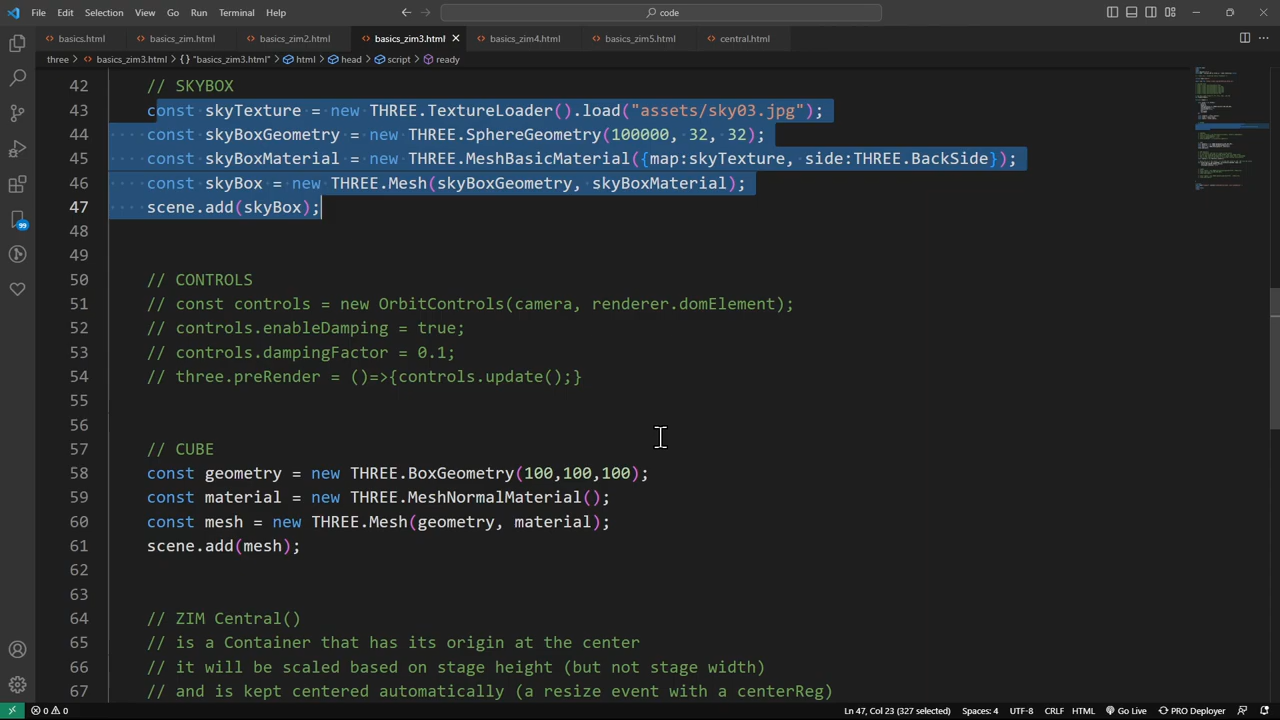 File Edit Selection View Go Run Terminal Help
code
basics.html basics_zim.html basics_zim2.html basics_zim3.html basics_zim4.html basics_zim5.html central.html
three > basics_zim3.html > {} "basics_zim3.html" > html > head > script > ready
99
42 // SKYBOX
43 const skyTexture = new THREE.TextureLoader().load("assets/sky03.jpg");
44 const skyBoxGeometry = new THREE.SphereGeometry(100000, 32, 32);
45 const skyBoxMaterial = new THREE.MeshBasicMaterial({map:skyTexture, side:THREE.BackSide});
46 const skyBox = new THREE.Mesh(skyBoxGeometry, skyBoxMaterial);
47 scene.add(skyBox);
48
49
50 // CONTROLS
51 // const controls = new OrbitControls(camera, renderer.domElement);
52 // controls.enableDamping = true;
53 // controls.dampingFactor = 0.1;
54 // three.preRender = ()=>{controls.update();}
55
56
57 // CUBE
58 const geometry = new THREE.BoxGeometry(100,100,100);
59 const material = new THREE.MeshNormalMaterial();
60 const mesh = new THREE.Mesh(geometry, material);
61 scene.add(mesh);
62
63
64 // ZIM Central()
65 // is a Container that has its origin at the center
66 // it will be scaled based on stage height (but not stage width)
67 // and is kept centered automatically (a resize event with a centerReg)
0 0 Ln 47, Col 23 (327 selected) Spaces: 4 UTF-8 CRLF HTML Go Live PRO Deployer